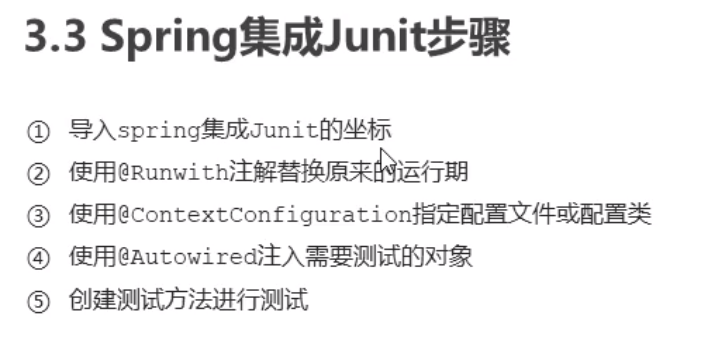 3.3 Spring集成Junit步骤
① 导入spring集成Junit的坐标
② 使用@Runwith注解替换原来的运行期
③ 使用@ContextConfiguration指定配置文件或配置类
④ 使用@Autowired注入需要测试的对象
⑤ 创建测试方法进行测试